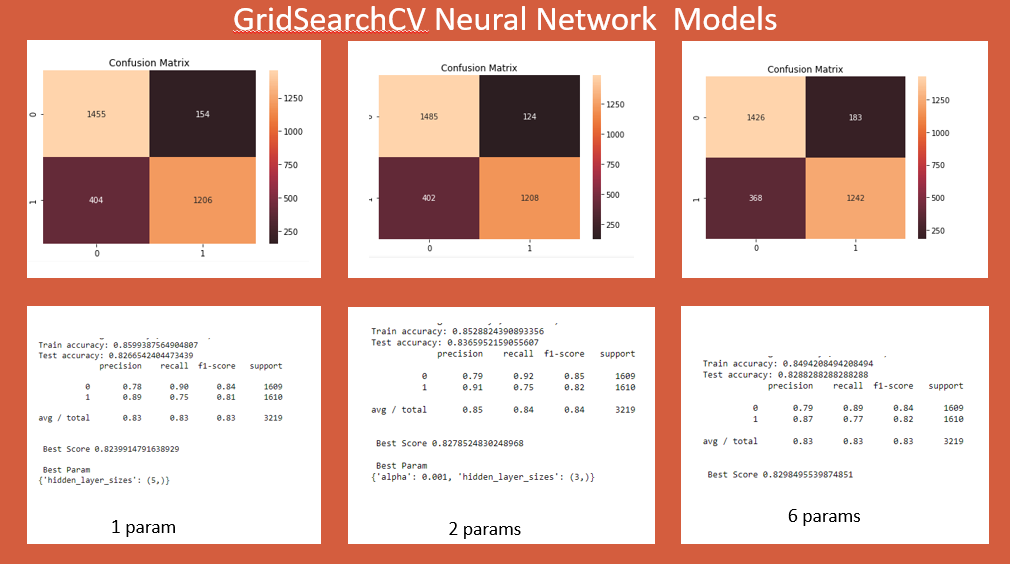 GridSearchCV Neural Network Models
Confusion Matrix
1455 154
404 1206
0
1
0 1
1250
1000
750
500
250
Confusion Matrix
1485 124
402 1208
0 1
1250
1000
750
500
250
Confusion Matrix
1426 183
368 1242
0
1
0 1
1250
1000
750
500
250
Train accuracy: 0.8599387564904807
Test accuracy: 0.8266542404473439
precision recall f1-score support
0 0.78 0.90 0.84 1609
1 0.89 0.75 0.81 1610
avg / total 0.83 0.83 0.83 3219
Best Score 0.8239914791638929
Best Param
{'hidden_layer_sizes': (5,)}
1 param
Train accuracy: 0.8528824390893356
Test accuracy: 0.8365952159055607
precision recall f1-score support
0 0.79 0.92 0.85 1609
1 0.91 0.75 0.82 1610
avg / total 0.85 0.84 0.84 3219
Best Score 0.8278524830248968
Best Param
{'alpha': 0.001, 'hidden_layer_sizes': (3,)}
2 params
Train accuracy: 0.8494208494208494
Test accuracy: 0.8288288288288288
precision recall f1-score support
0 0.79 0.89 0.84 1609
1 0.87 0.77 0.82 1610
avg / total 0.83 0.83 0.83 3219
Best Score 0.8298495539874851
6 params